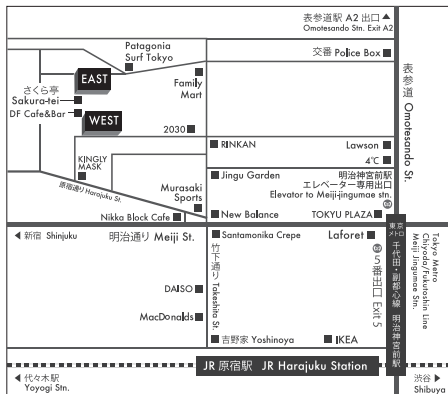 表参道駅 A2 出口 ▲
Omotesando Stn. Exit A2
交番 Police Box
Patagonia
Surf Tokyo
EAST
さくら亭
Sakura-tei
DF Cafe&Bar
WEST
Family
Mart
2030
表参道 Omotesando St.
RINKAN
Lawson
4℃
KINGLY
MASK
Jingu Garden
明治神宮前駅
エレベーター専用出口
Elevator to Meiji-jingumae stn.
原宿通り Harajuku St.
Murasaki
Sports
Nikka Block Cafe
New Balance
TOKYU PLAZA
◀ 新宿 Shinjuku
明治通り Meiji St.
Santamonika Crepe
Laforet
5番出口 Exit 5
東京
メトロ
千代田・副都心線 明治神宮前駅
Tokyo Metro
Chiyoda/Fukutoshin Line
Meiji Jingumae Stn.
竹下通り Takeshita St.
DAISO
MacDonalds
吉野家 Yoshinoya
IKEA
JR 原宿駅 JR Harajuku Station
◀ 代々木駅
Yoyogi Stn.
渋谷 ▶
Shibuya